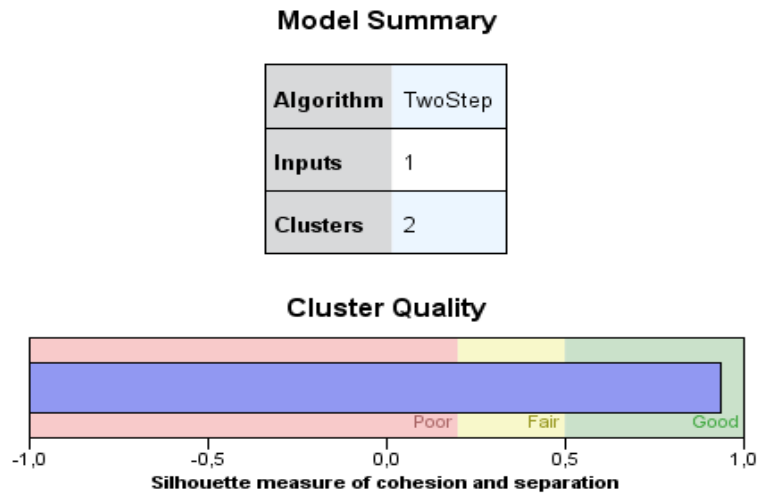 Model Summary
Algorithm TwoStep
Inputs 1
Clusters 2
Cluster Quality
Poor Fair Good
-1,0 -0,5 0,0 0,5 1,0
Silhouette measure of cohesion and separation